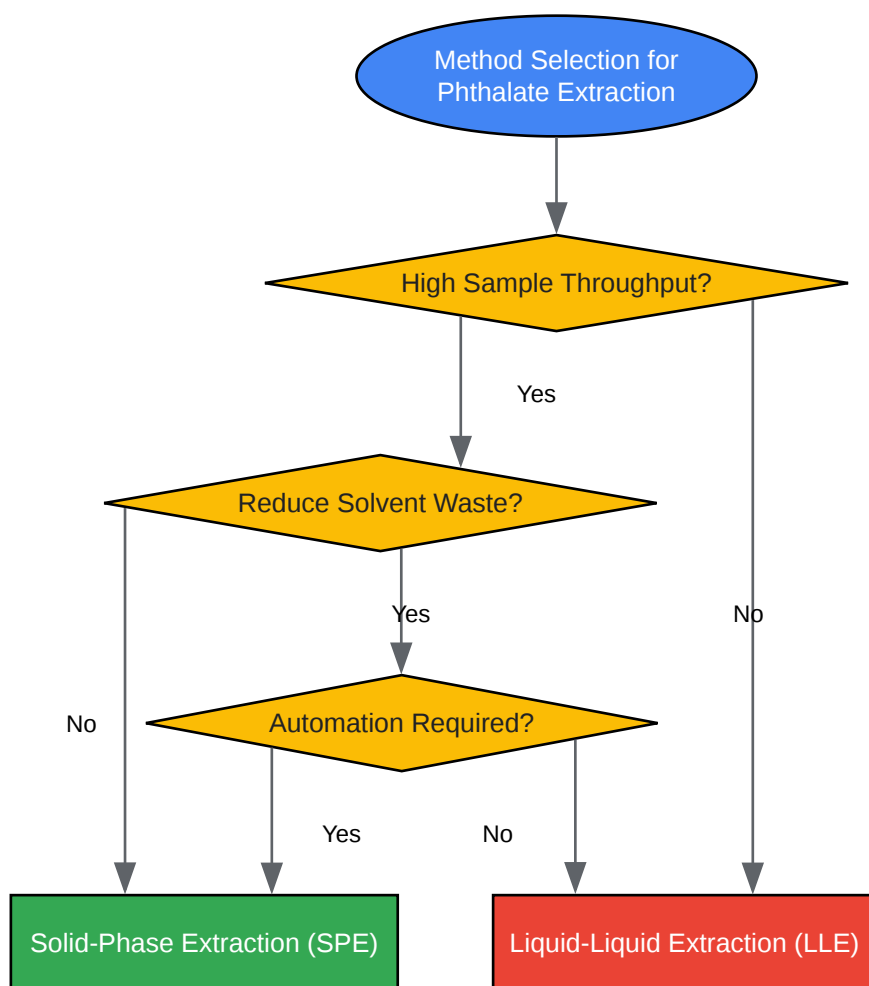 Method Selection for
Phthalate Extraction
High Sample Throughput?
Yes
Reduce Solvent Waste?
Yes
No
Automation Required?
No
Yes
No
Solid-Phase Extraction (SPE)
Liquid-Liquid Extraction (LLE)